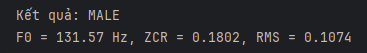 Kết quả: MALE
F0 = 131.57 Hz, ZCR = 0.1802, RMS = 0.1074